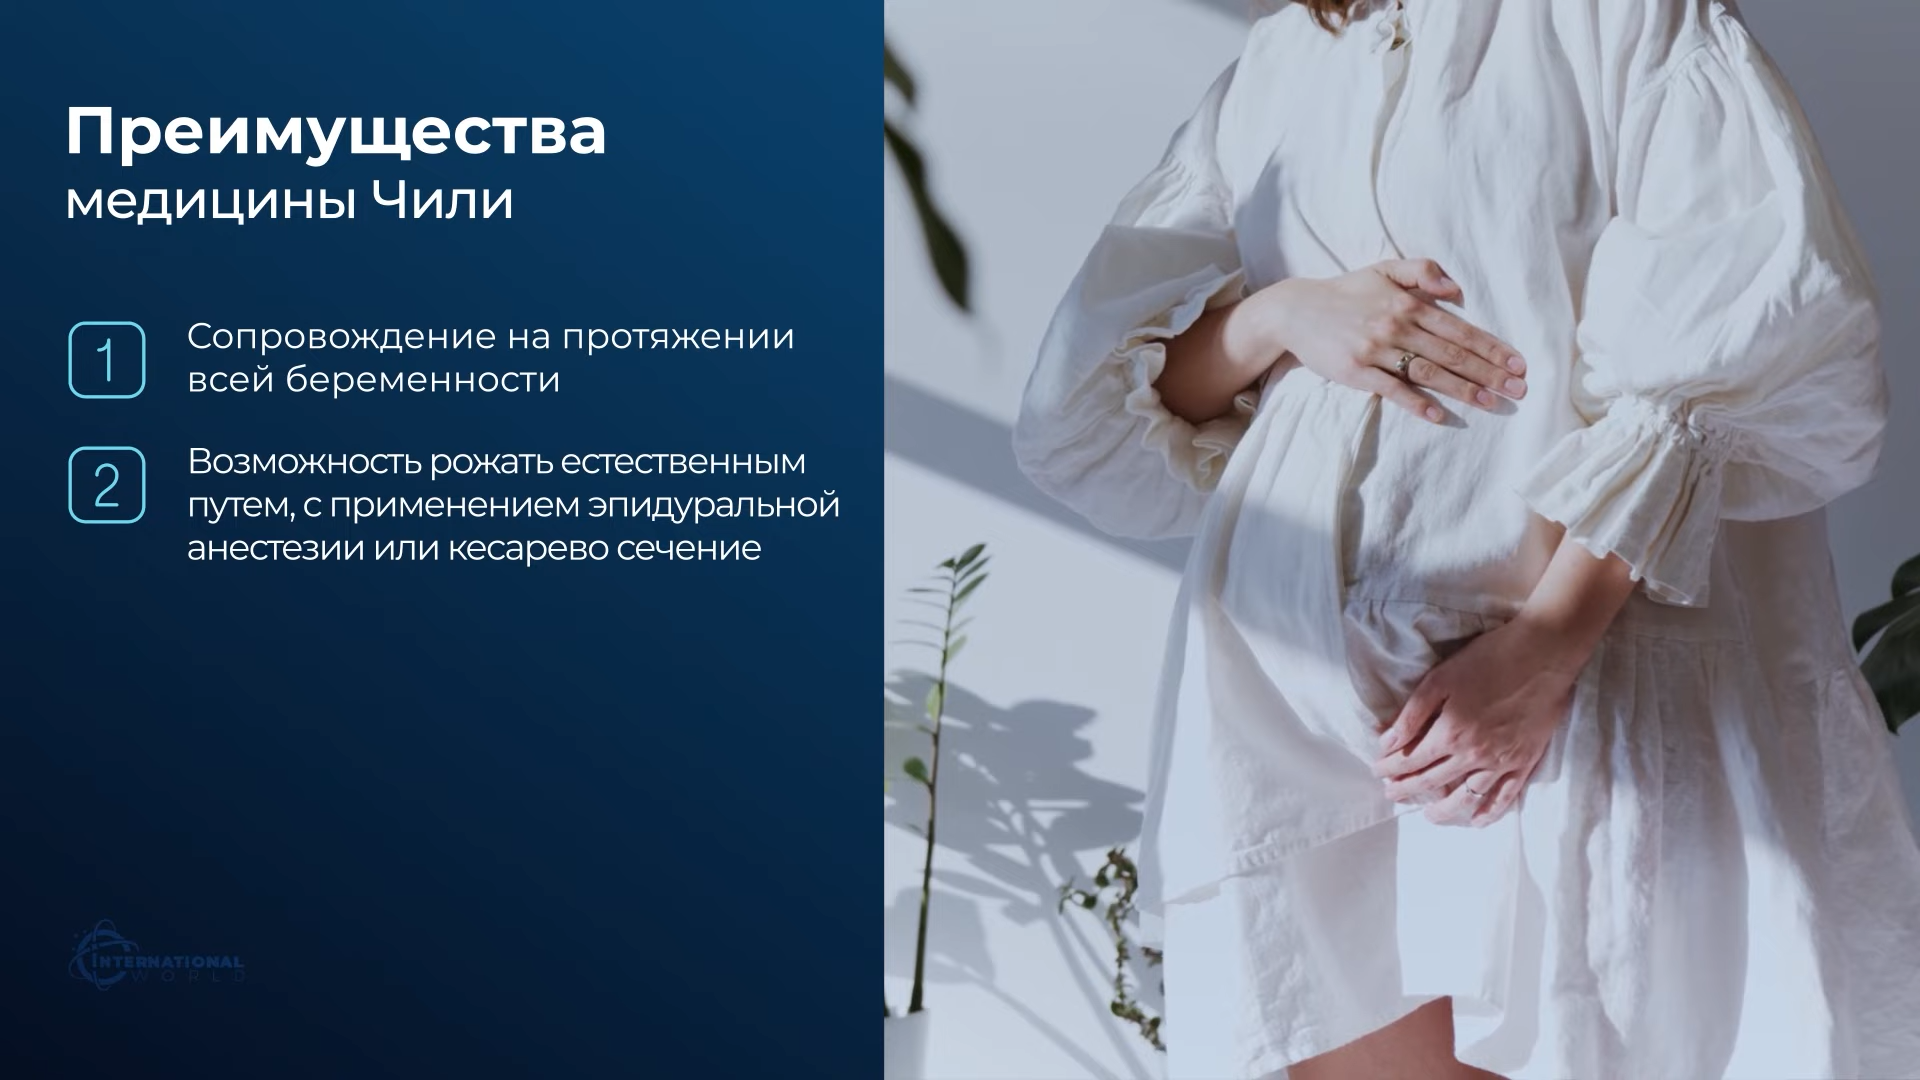 Преимущества
медицины Чили
1
Сопровождение на протяжении
всей беременности
2
Возможность рожать естественным
путем, с применением эпидуральной
анестезии или кесарево сечение
INTERNATIONAL
WORLD